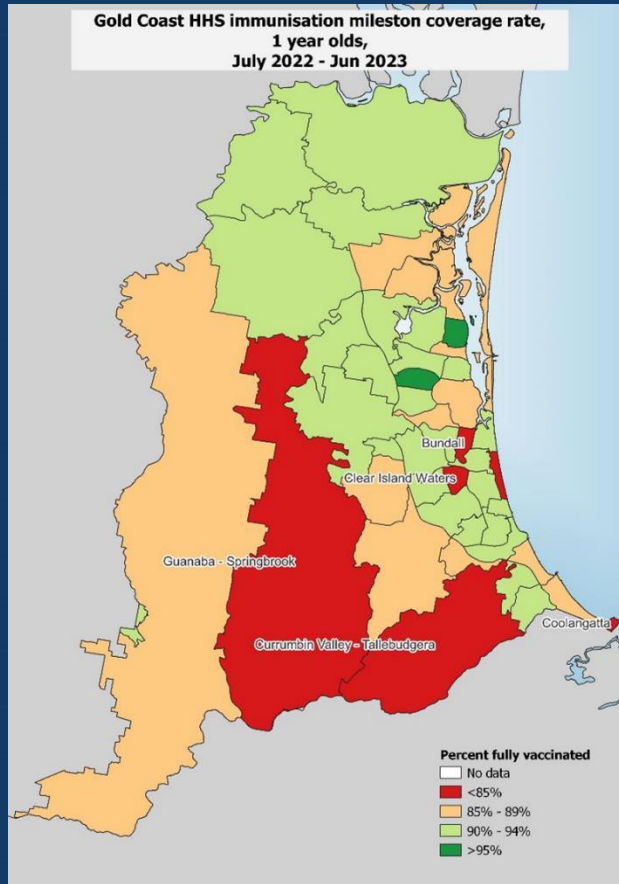 Gold Coast HHS immunisation mileston coverage rate,
1 year olds,
July 2022 - Jun 2023
Bundall
Clear Island Waters
Guanaba - Springbrook
Currumbin Valley - Tallebudgera
Coolangatta
Percent fully vaccinated
No data
<85%
85% - 89%
90% - 94%
>95%